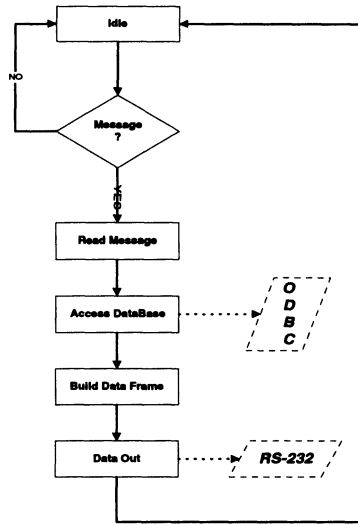 Idle
NO
Message
?
YES
Read Message
Access DataBase
O
D
B
C
Build Data Frame
Data Out
RS-232